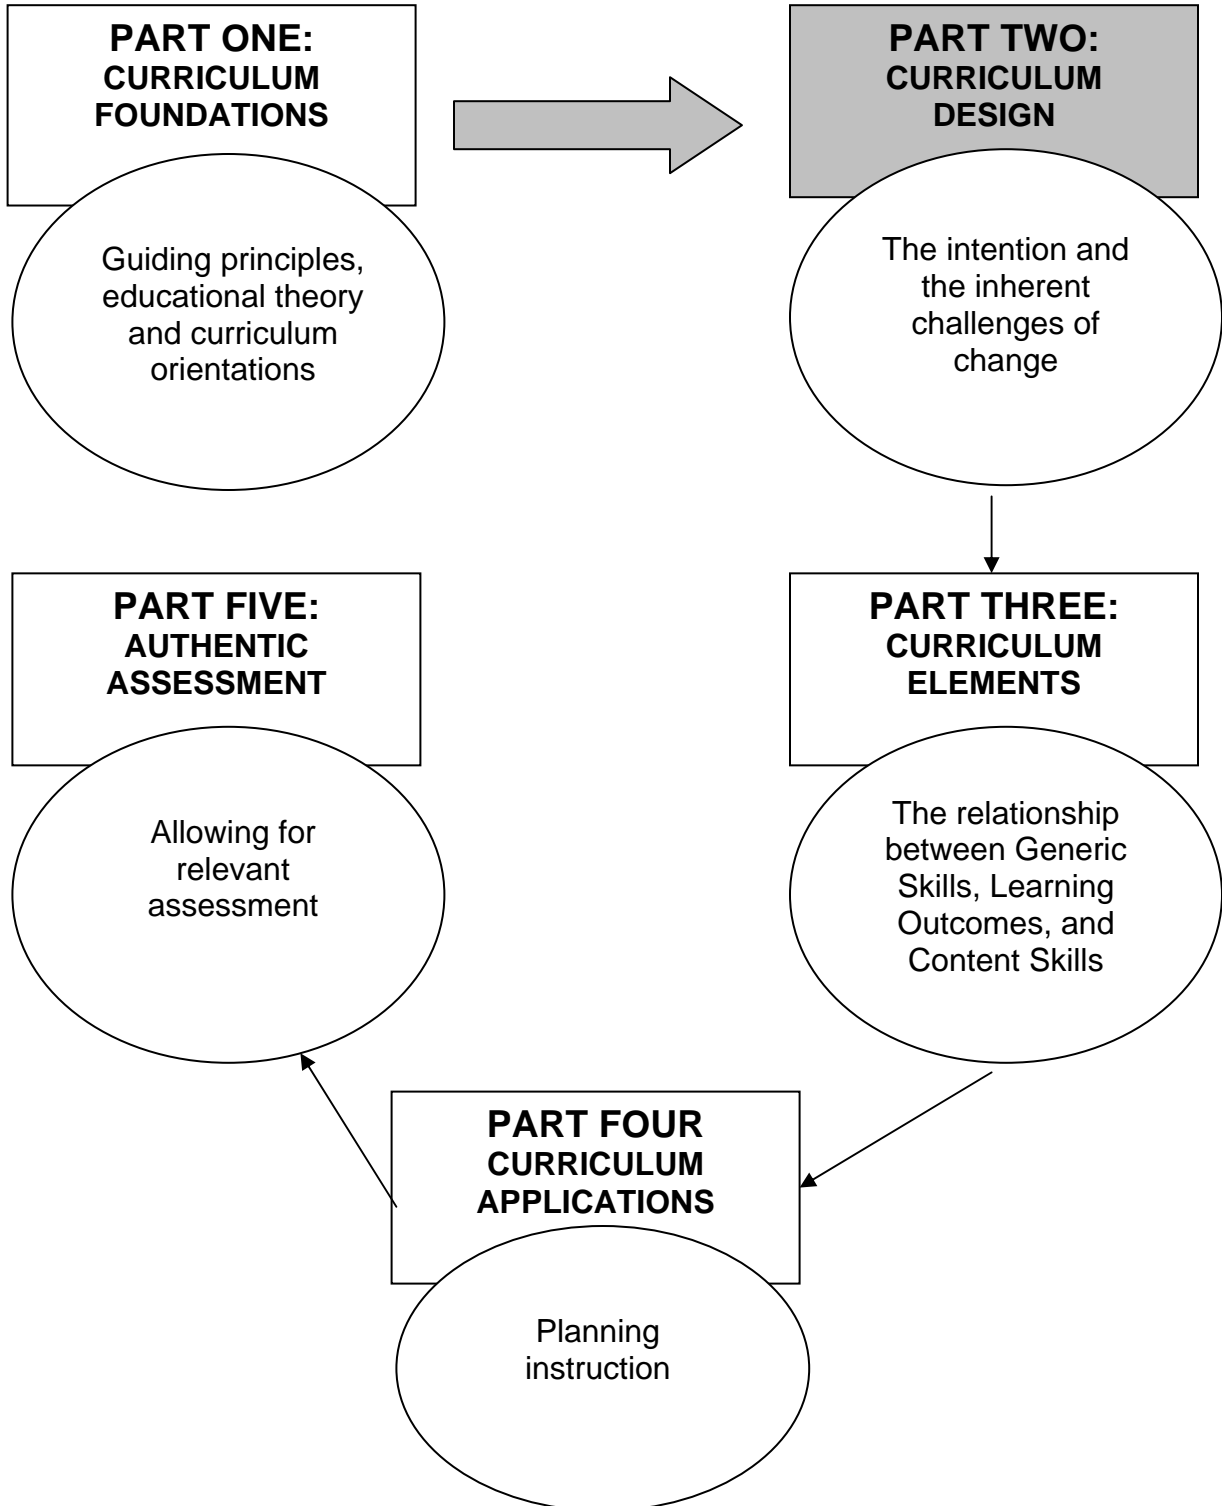 PART ONE:
CURRICULUM
FOUNDATIONS
Guiding principles,
educational theory
and curriculum
orientations
PART TWO:
CURRICULUM
DESIGN
The intention and
the inherent
challenges of
change
PART THREE:
CURRICULUM
ELEMENTS
The relationship
between Generic
Skills, Learning
Outcomes, and
Content Skills
PART FOUR
CURRICULUM
APPLICATIONS
Planning
instruction
PART FIVE:
AUTHENTIC
ASSESSMENT
Allowing for
relevant
assessment